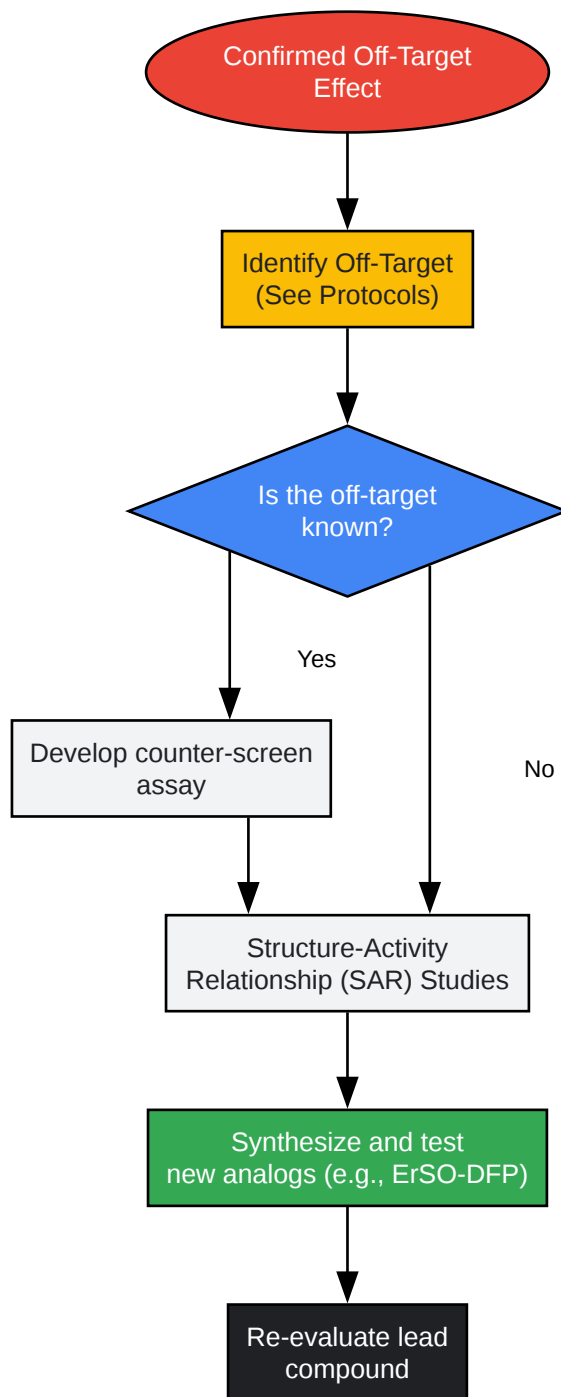 Confirmed Off-Target
Effect
Identify Off-Target
(See Protocols)
Is the off-target
known?
Yes
Develop counter-screen
assay
No
Structure-Activity
Relationship (SAR) Studies
Synthesize and test
new analogs (e.g., ErSO-DFP)
Re-evaluate lead
compound